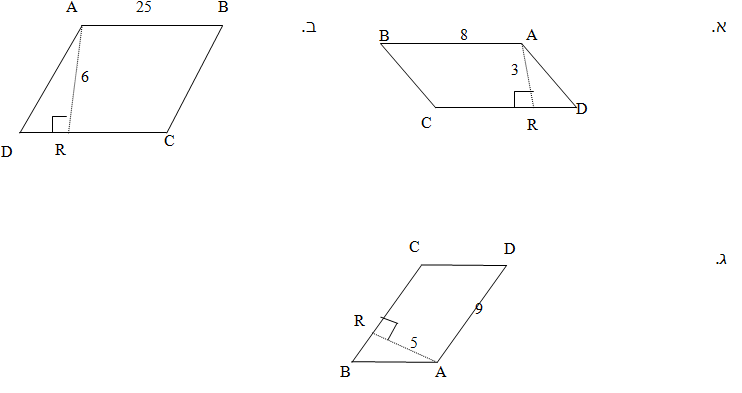 א.
B 8 A
3
C R D
ב.
A 25 B
6
D R C
ג.
C D
9
R
5
B A